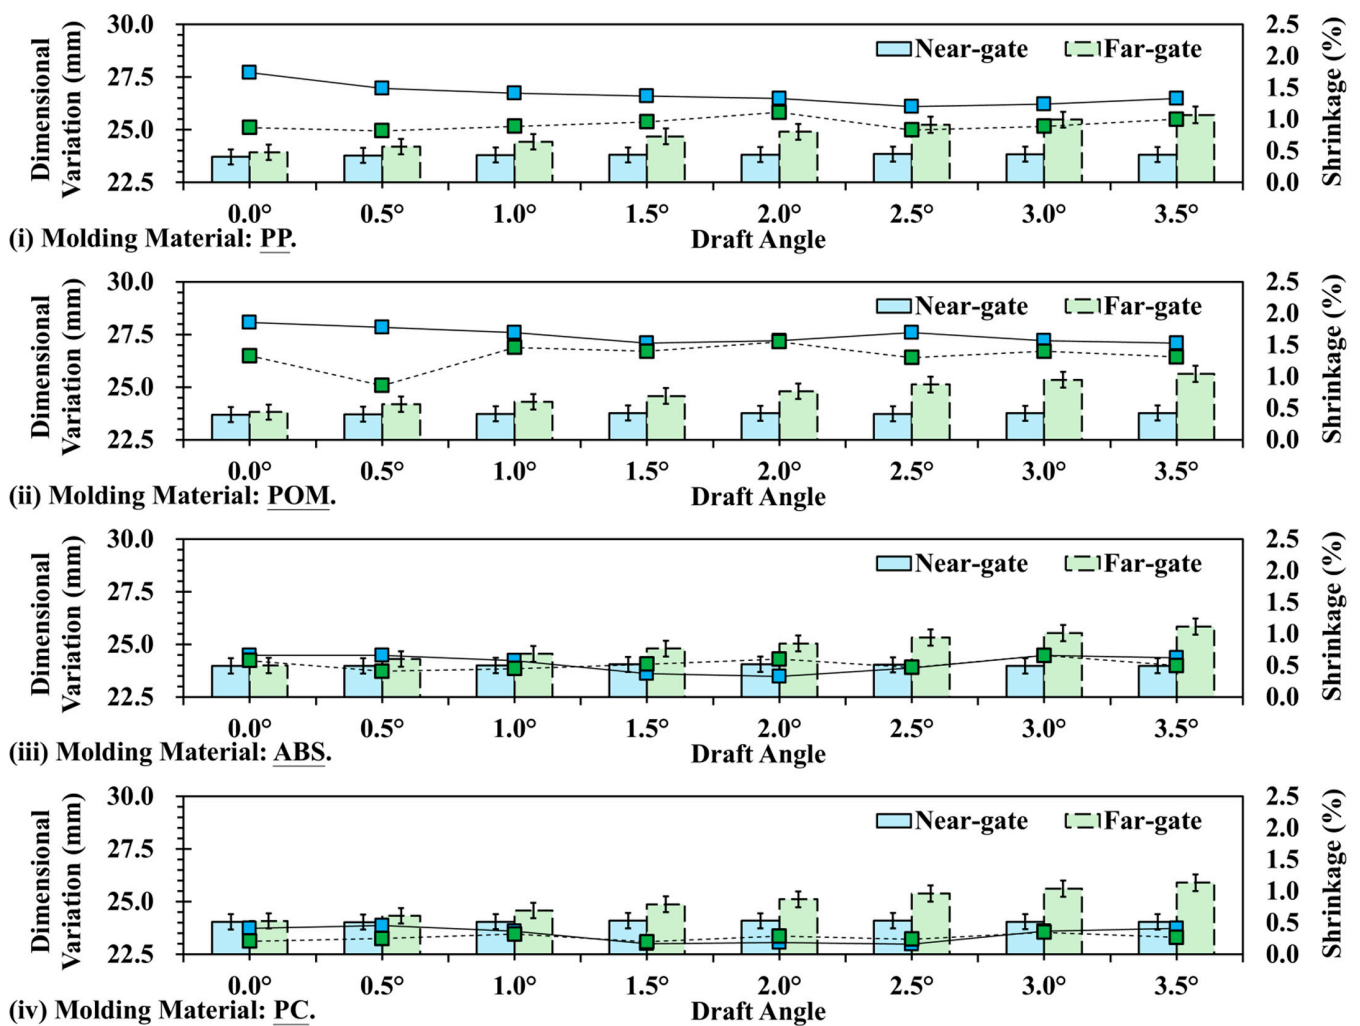 Dimensional
Variation (mm)
30.0
27.5
25.0
22.5
Near-gate Far-gate
2.5
2.0
1.5
1.0
0.5
0.0
Shrinkage (%)
0.0° 0.5° 1.0° 1.5° 2.0° 2.5° 3.0° 3.5°
(i) Molding Material: PP.
Draft Angle
Dimensional
Variation (mm)
30.0
27.5
25.0
22.5
Near-gate Far-gate
2.5
2.0
1.5
1.0
0.5
0.0
Shrinkage (%)
0.0° 0.5° 1.0° 1.5° 2.0° 2.5° 3.0° 3.5°
(ii) Molding Material: POM.
Draft Angle
Dimensional
Variation (mm)
30.0
27.5
25.0
22.5
Near-gate Far-gate
2.5
2.0
1.5
1.0
0.5
0.0
Shrinkage (%)
0.0° 0.5° 1.0° 1.5° 2.0° 2.5° 3.0° 3.5°
(iii) Molding Material: ABS.
Draft Angle
Dimensional
Variation (mm)
30.0
27.5
25.0
22.5
Near-gate Far-gate
2.5
2.0
1.5
1.0
0.5
0.0
Shrinkage (%)
0.0° 0.5° 1.0° 1.5° 2.0° 2.5° 3.0° 3.5°
(iv) Molding Material: PC.
Draft Angle